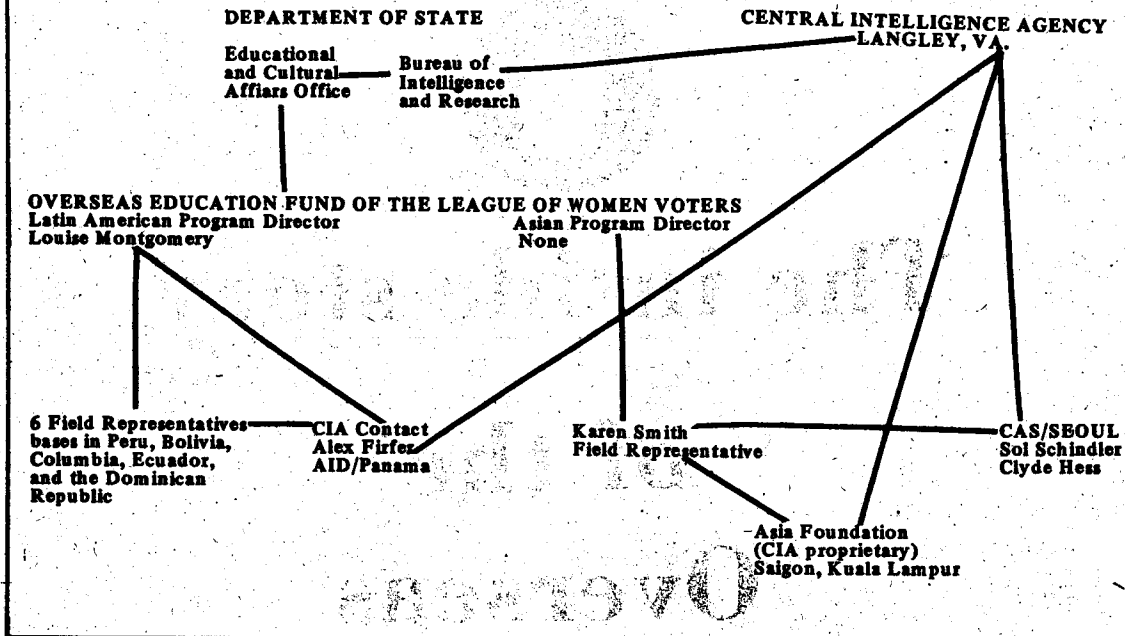 DEPARTMENT OF STATE
CENTRAL INTELLIGENCE AGENCY
LANGLEY, VA.
Educational
and Cultural
Affiars Office
Bureau of
Intelligence
and Research
OVERSEAS EDUCATION FUND OF THE LEAGUE OF WOMEN VOTERS
Latin American Program Director
Louise Montgomery
Asian Program Director
None
6 Field Representatives
bases in Peru, Bolivia,
Columbia, Ecuador,
and the Dominican
Republic
CIA Contact
Alex Firfer
AID/Panama
Karen Smith
Field Representative
CAS/SEOUL
Sol Schindler
Clyde Hess
Asia Foundation
(CIA proprietary)
Saigon, Kuala Lampur